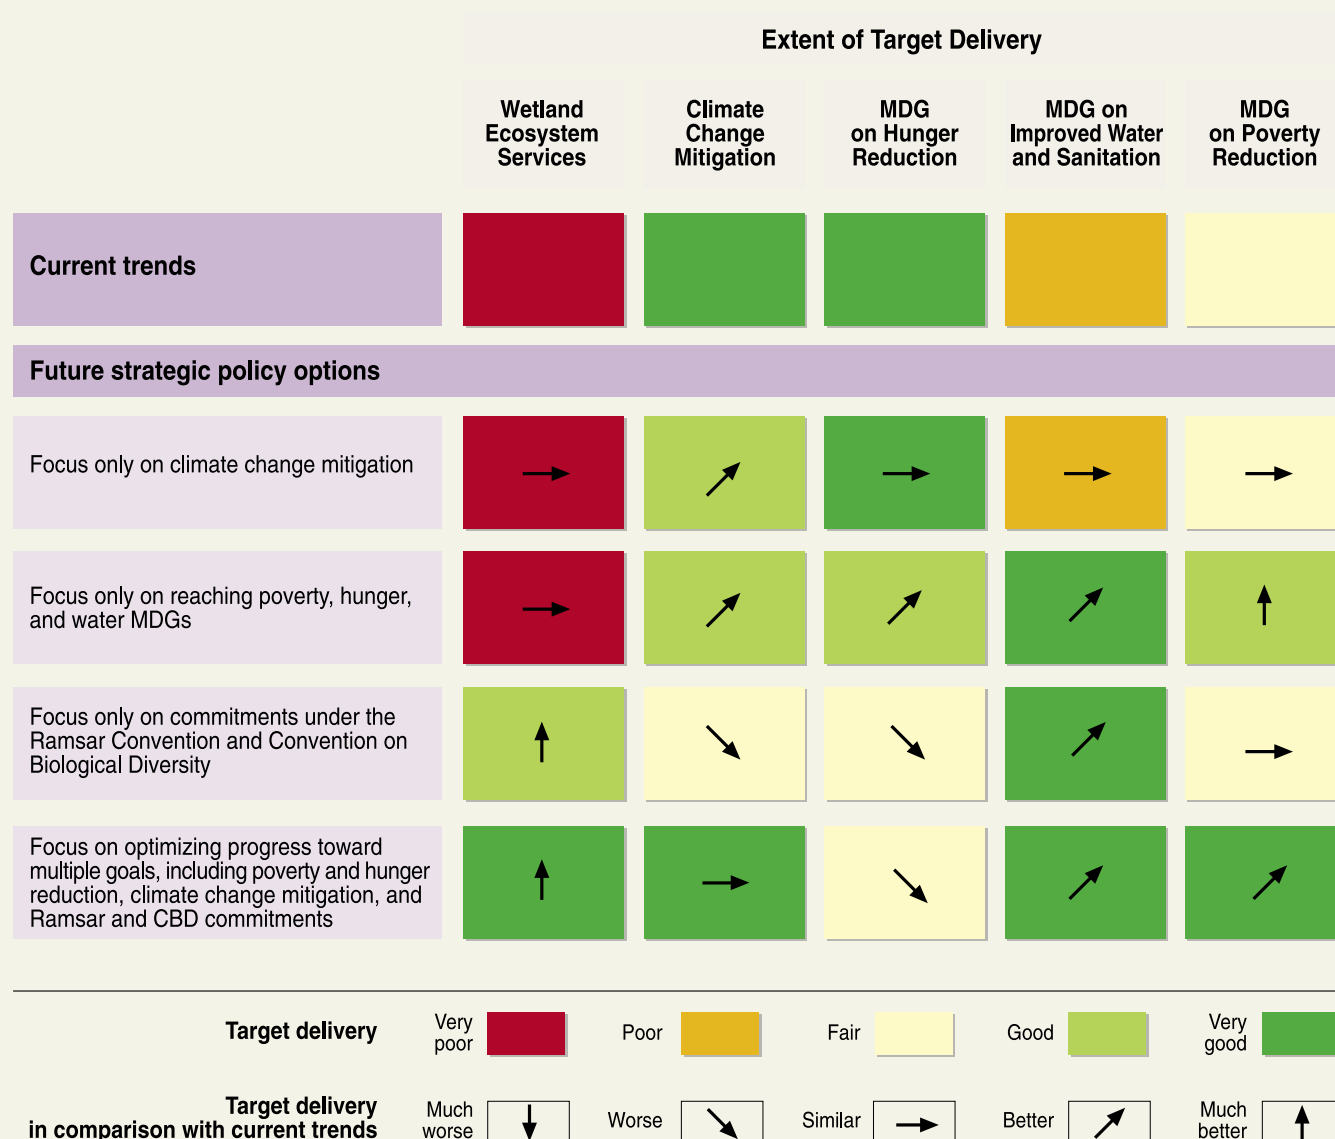 Extent of Target Delivery
Wetland
Ecosystem
Services
Climate
Change
Mitigation
MDG
on Hunger
Reduction
MDG on
Improved Water
and Sanitation
MDG
on Poverty
Reduction
Current trends
Future strategic policy options
Focus only on climate change mitigation
Focus only on reaching poverty, hunger,
and water MDGs
Focus only on commitments under the
Ramsar Convention and Convention on
Biological Diversity
Focus on optimizing progress toward
multiple goals, including poverty and hunger
reduction, climate change mitigation, and
Ramsar and CBD commitments
Target delivery
Very
poor
Poor
Fair
Good
Very
good
Target delivery
in comparison with current trends
Much
worse
Worse
Similar
Better
Much
better